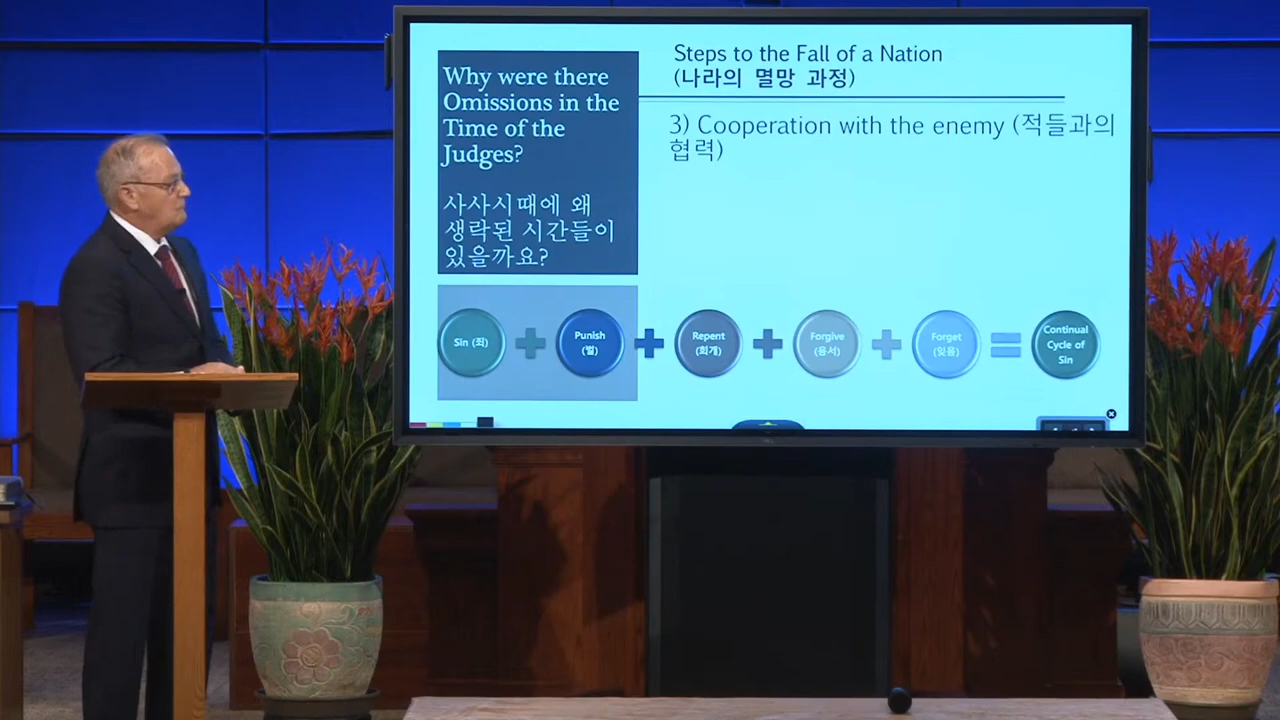 Why were there
Omissions in the
Time of the
Judges?
사사시때에 왜
생락된 시간들이
있을까요?
Steps to the Fall of a Nation
(나라의 멸망 과정)
3) Cooperation with the enemy (적들과의
협력)
Sin (죄)
Punish
(벌)
Repent
(회개)
Forgive
(용서)
Forget
(잊음)
Continual
Cycle of
Sin